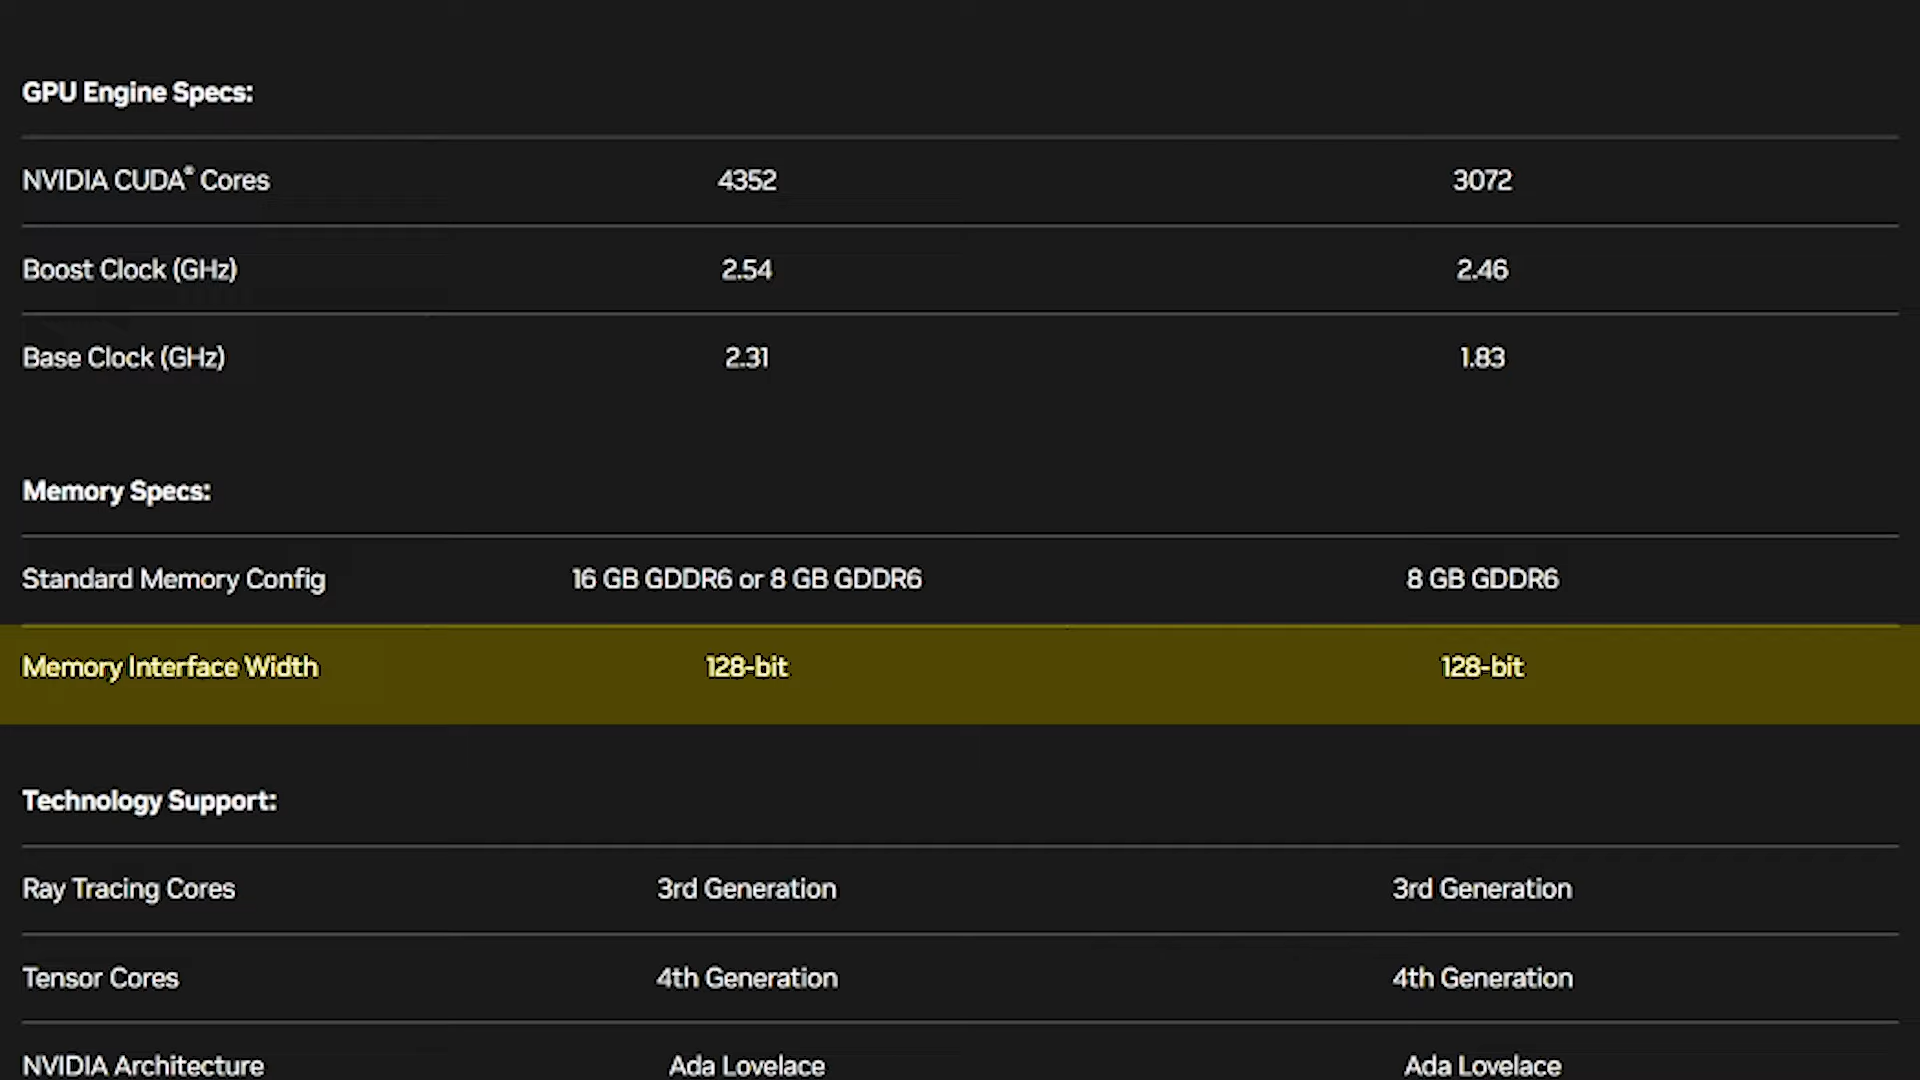 GPU Engine Specs:
NVIDIA CUDA® Cores 4352 3072
Boost Clock (GHz) 2.54 2.46
Base Clock (GHz) 2.31 1.83
Memory Specs:
Standard Memory Config 16 GB GDDR6 or 8 GB GDDR6 8 GB GDDR6
Memory Interface Width 128-bit 128-bit
Technology Support:
Ray Tracing Cores 3rd Generation 3rd Generation
Tensor Cores 4th Generation 4th Generation
NVIDIA Architecture Ada Lovelace Ada Lovelace